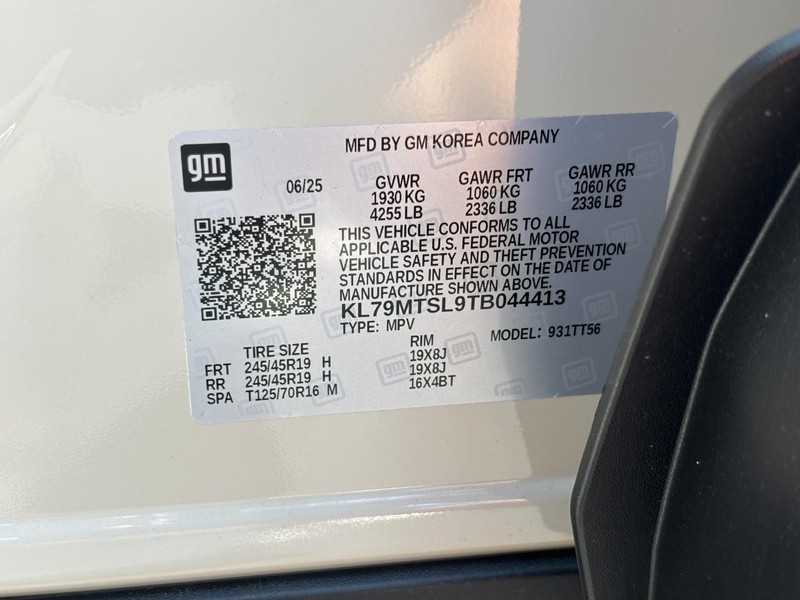 gm
MFD BY GM KOREA COMPANY
06/25
GVWR GAWR FRT GAWR RR
1930 KG 1060 KG 1060 KG
4255 LB 2336 LB 2336 LB
THIS VEHICLE CONFORMS TO ALL
APPLICABLE U.S. FEDERAL MOTOR
VEHICLE SAFETY AND THEFT PREVENTION
STANDARDS IN EFFECT ON THE DATE OF
MANUFACTURE SHOWN ABOVE.
KL79MTSL9TB044413
TYPE: MPV MODEL: 931TT56
TIRE SIZE RIM
FRT 245/45R19 H 19X8J
RR 245/45R19 H 19X8J
SPA T125/70R16 M 16X4BT